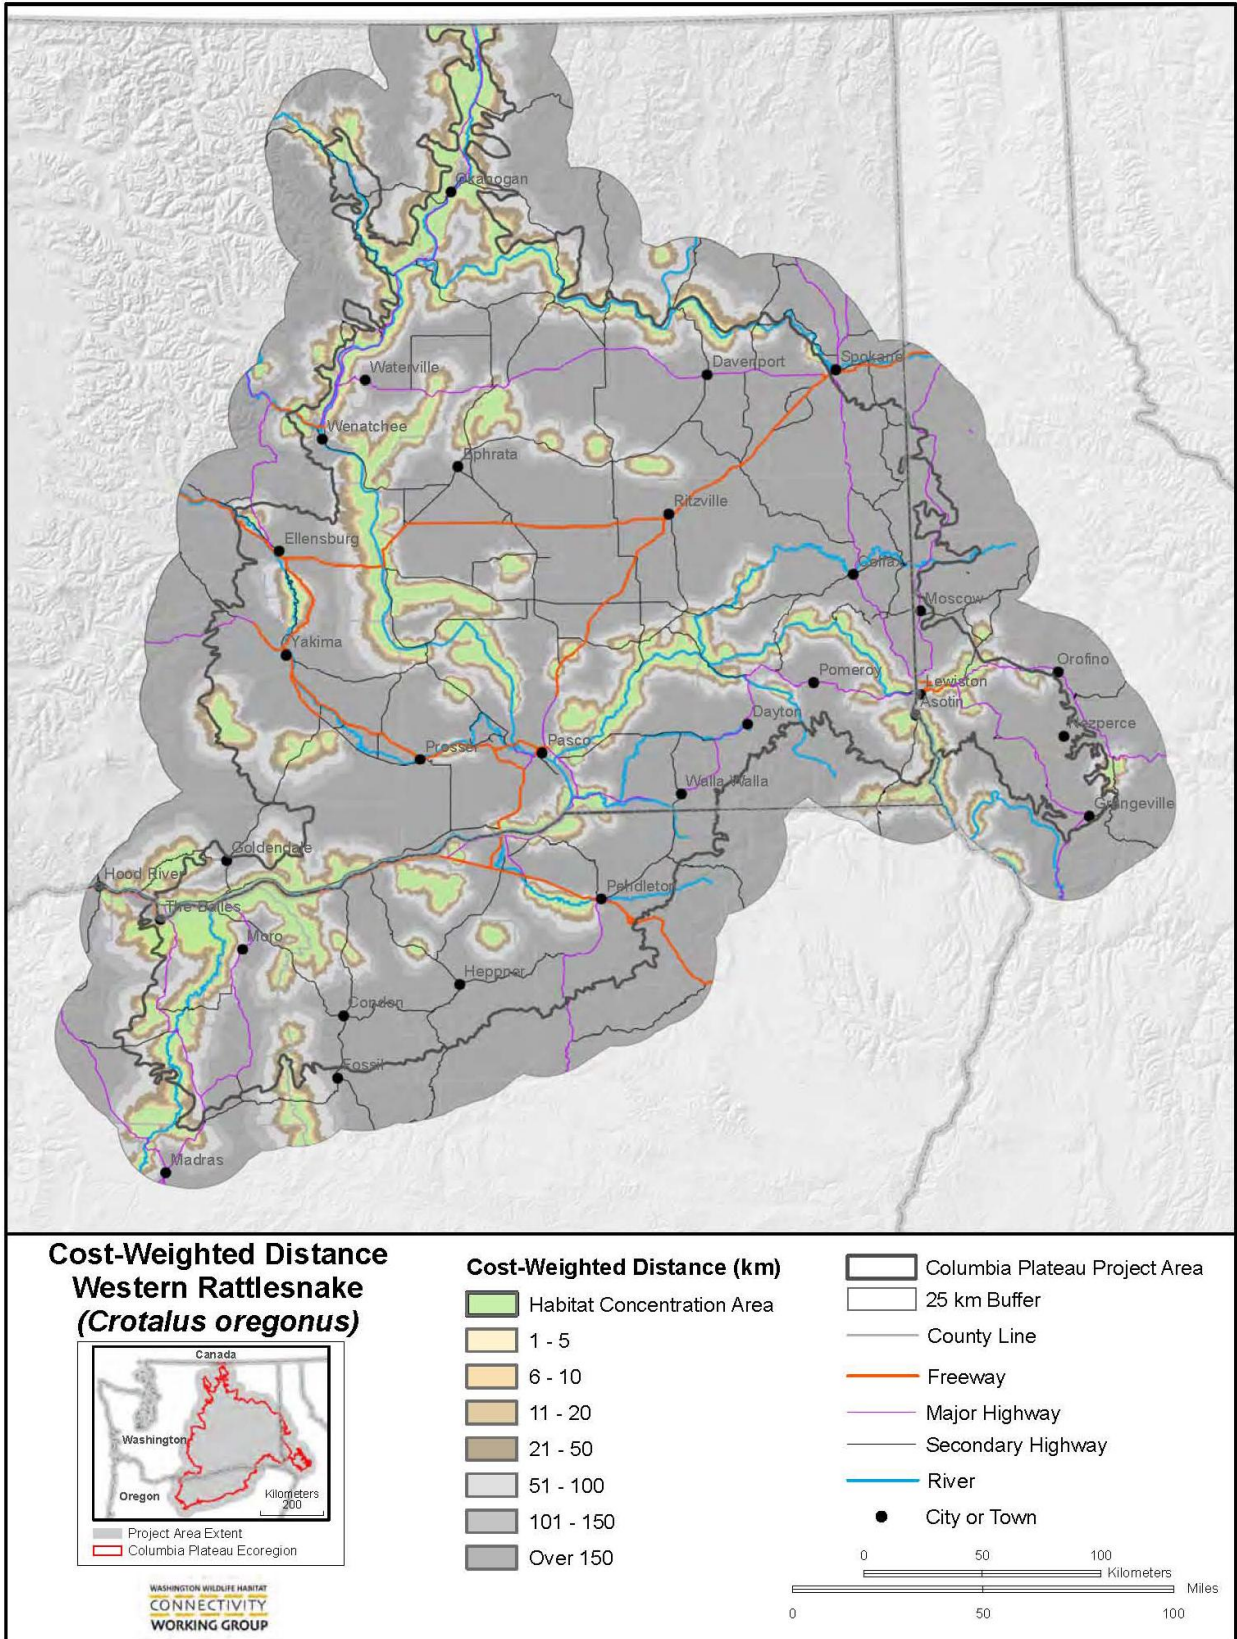 Okanogan
Waterville
Davenport
Spokane
Wenatchee
Ephrata
Ritzville
Ellensburg
Colfax
Moscow
Yakima
Orofino
Pomeroy
Lewiston
Asotin
Dayton
Nezperce
Prosser
Pasco
Walla Walla
Grangeville
Goldendale
Hood River
Pendleton
The Dalles
Moro
Heppner
Condon
Fossil
Madras
Cost-Weighted Distance
Western Rattlesnake
(Crotalus oregonus)
Canada
Washington
Oregon
Kilometers
200
Project Area Extent
Columbia Plateau Ecoregion
WASHINGTON WILDLIFE HABITAT
CONNECTIVITY
WORKING GROUP
Cost-Weighted Distance (km)
Habitat Concentration Area
1 - 5
6 - 10
11 - 20
21 - 50
51 - 100
101 - 150
Over 150
Columbia Plateau Project Area
25 km Buffer
County Line
Freeway
Major Highway
Secondary Highway
River
City or Town
0 50 100
Kilometers
Miles
0 50 100